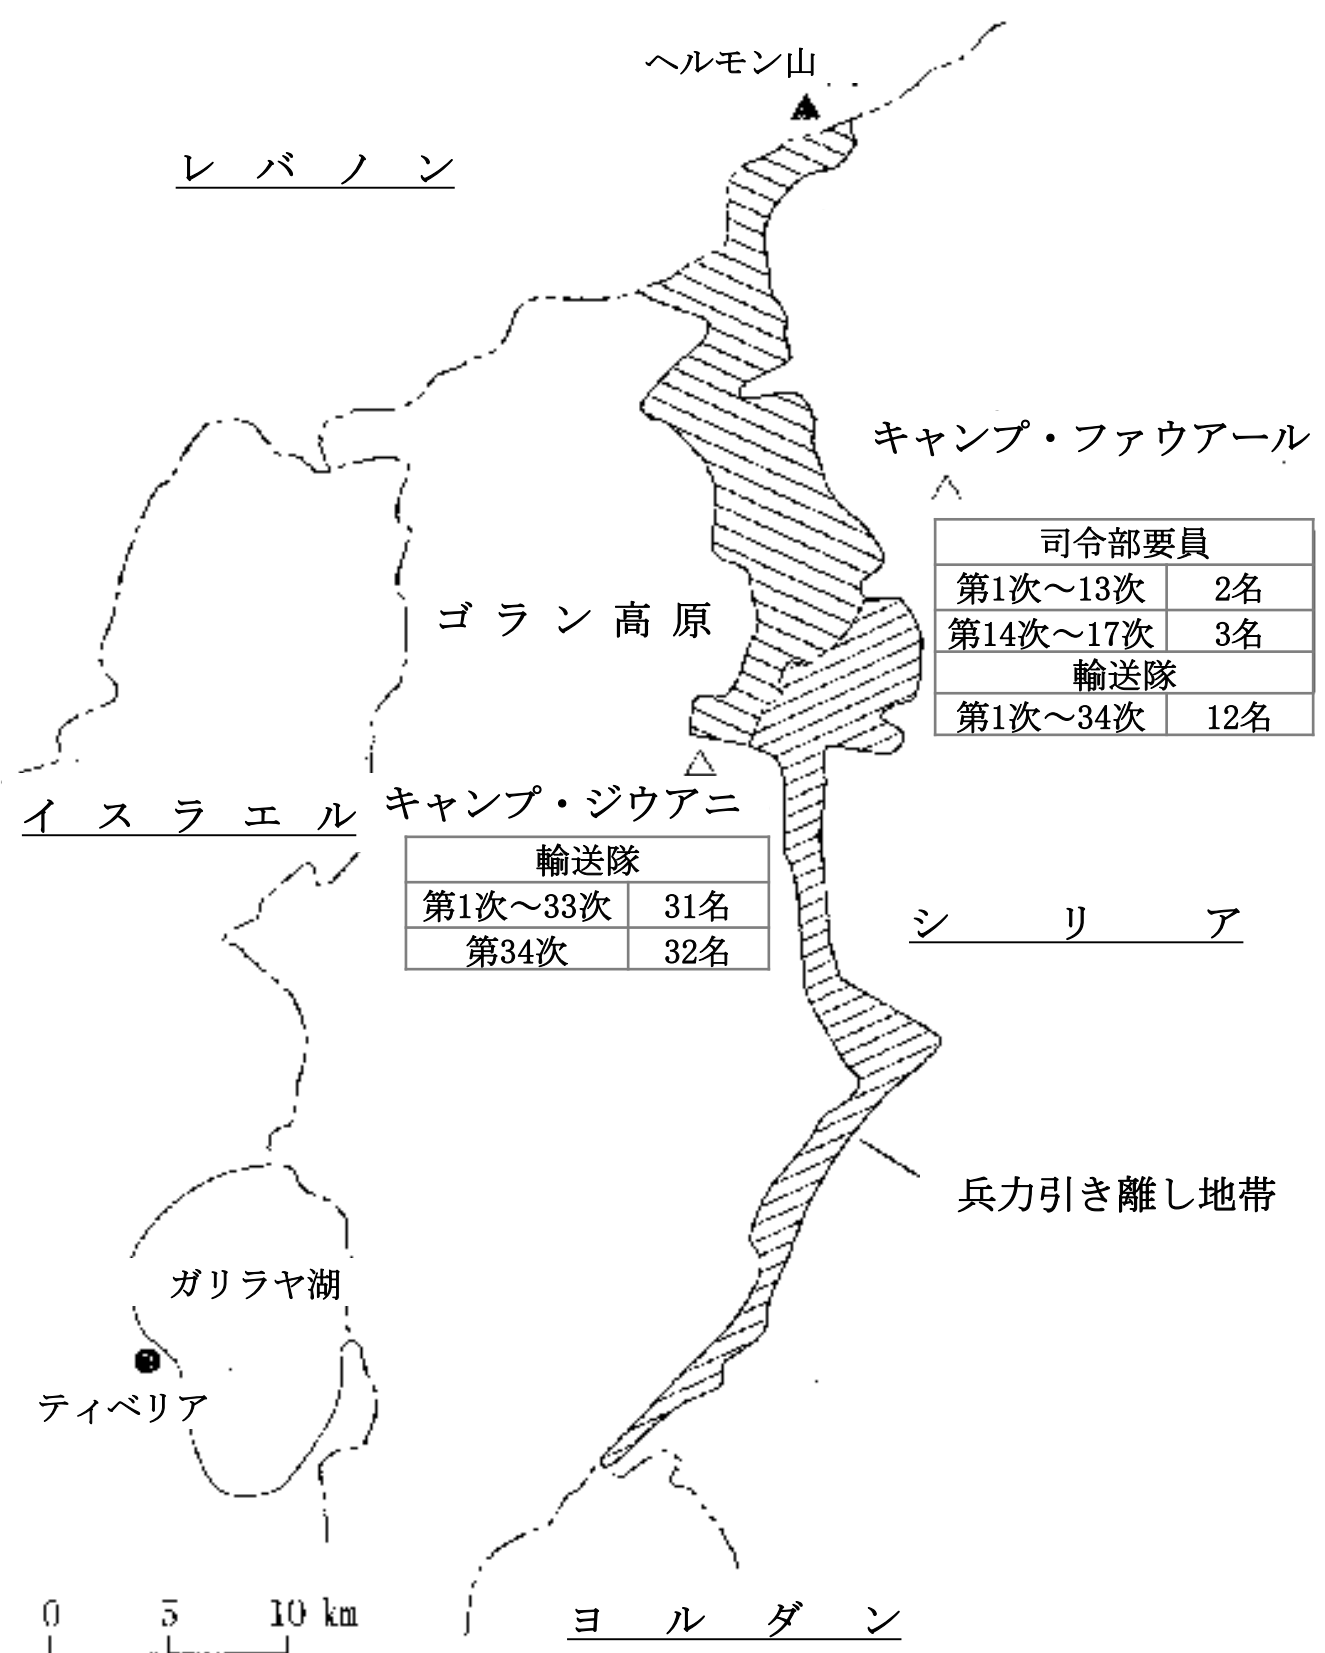 ヘルモン山
レバノン
キャンプ・ファウアール
司令部要員
第1次～13次 2名
第14次～17次 3名
輸送隊
第1次～34次 12名
ゴラン高原
イスラエル
キャンプ・ジウアニ
輸送隊
第1次～33次 31名
第34次 32名
シリア
兵力引き離し地帯
ガリラヤ湖
ティベリア
0 5 10 km
ヨルダン